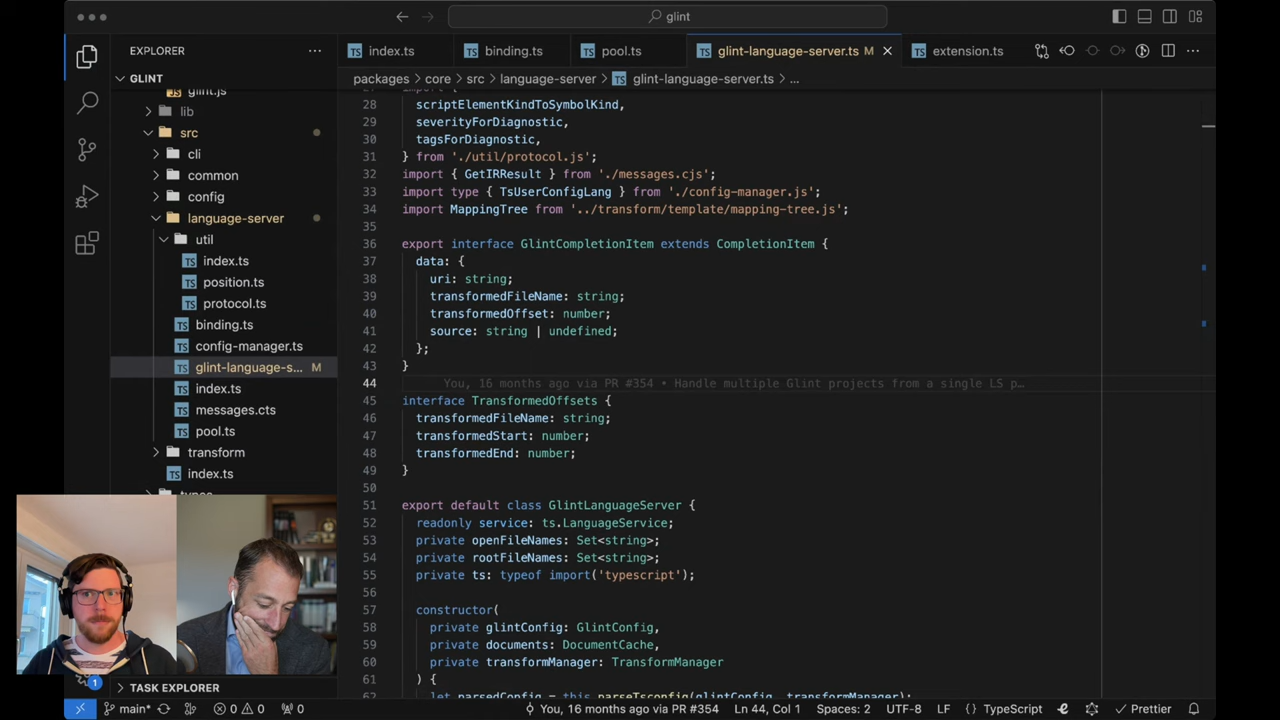 glint
EXPLORER
index.ts
binding.ts
pool.ts
glint-language-server.ts M
extension.ts
GLINT
packages > core > src > language-server > glint-language-server.ts > ...
glint.js
lib
src
cli
common
config
language-server
util
index.ts
position.ts
protocol.ts
binding.ts
config-manager.ts
glint-language-s... M
index.ts
messages.cts
pool.ts
transform
index.ts
types
28 scriptElementKindToSymbolKind,
29 severityForDiagnostic,
30 tagsForDiagnostic,
31 } from './util/protocol.js';
32 import { GetIRResult } from './messages.cjs';
33 import type { TsUserConfigLang } from './config-manager.js';
34 import MappingTree from '../transform/template/mapping-tree.js';
35
36 export interface GlintCompletionItem extends CompletionItem {
37 data: {
38 uri: string;
39 transformedFileName: string;
40 transformedOffset: number;
41 source: string | undefined;
42 };
43 }
44 You, 16 months ago via PR #354 • Handle multiple Glint projects from a single LS p…
45 interface TransformedOffsets {
46 transformedFileName: string;
47 transformedStart: number;
48 transformedEnd: number;
49 }
50
51 export default class GlintLanguageServer {
52 readonly service: ts.LanguageService;
53 private openFileNames: Set<string>;
54 private rootFileNames: Set<string>;
55 private ts: typeof import('typescript');
56
57 constructor(
58 private glintConfig: GlintConfig,
59 private documents: DocumentCache,
60 private transformManager: TransformManager
61 ) {
62 let parsedConfig = this.parseTsconfig(glintConfig, transformManager);
1
TASK EXPLORER
main*
0
0
0
You, 16 months ago via PR #354
Ln 44, Col 1
Spaces: 2
UTF-8
LF
{ } TypeScript
Prettier